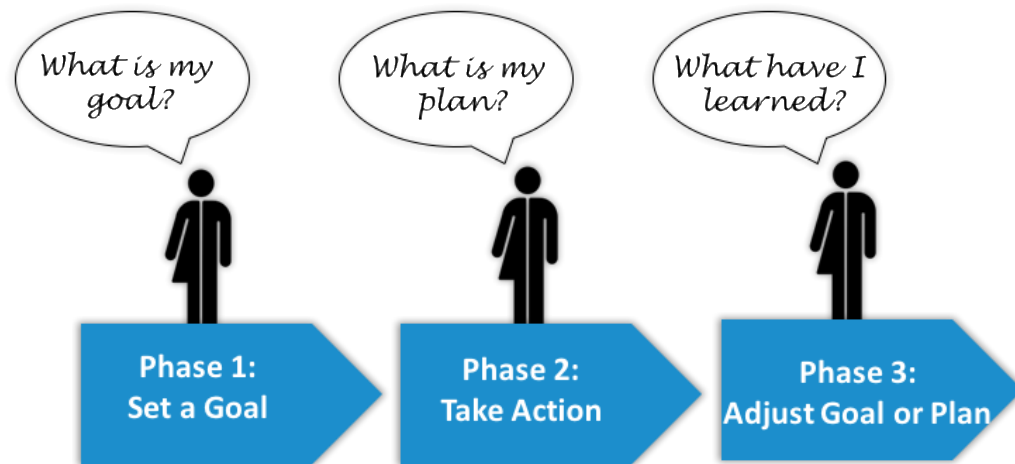 What is my
goal?
What is my
plan?
What have I
learned?
Phase 1:
Set a Goal
Phase 2:
Take Action
Phase 3:
Adjust Goal or Plan